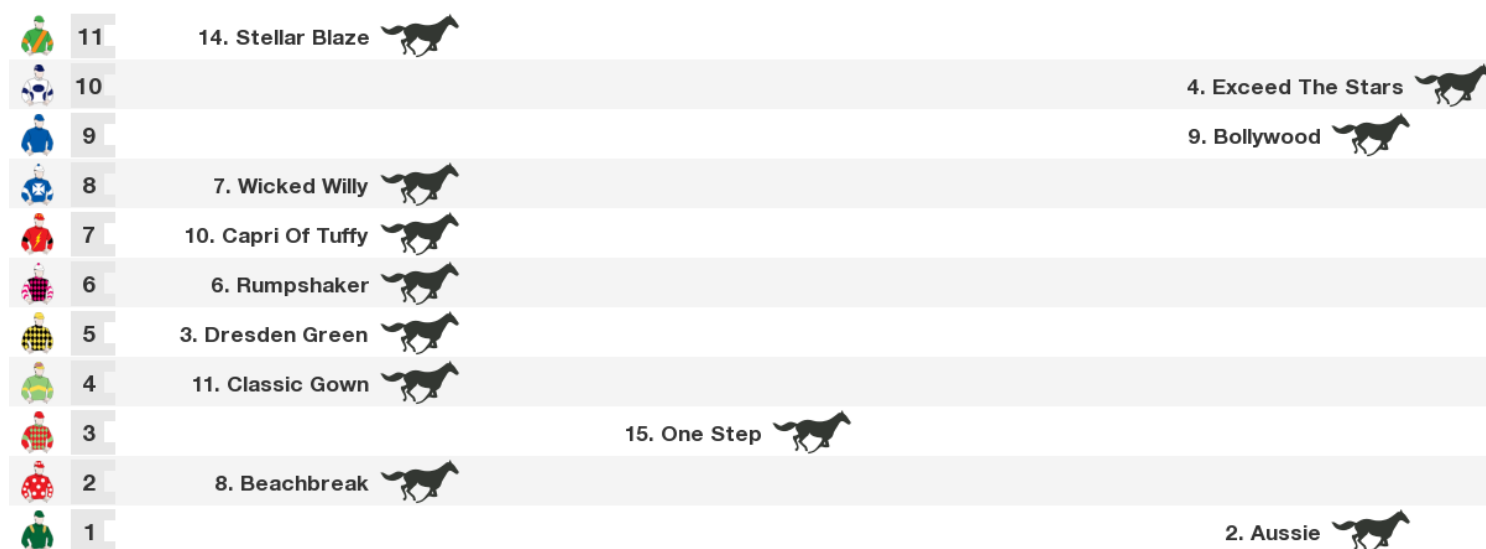 11 14. Stellar Blaze
10 4. Exceed The Stars
9 9. Bollywood
8 7. Wicked Willy
7 10. Capri Of Tuffy
6 6. Rumpshaker
5 3. Dresden Green
4 11. Classic Gown
3 15. One Step
2 8. Beachbreak
1 2. Aussie